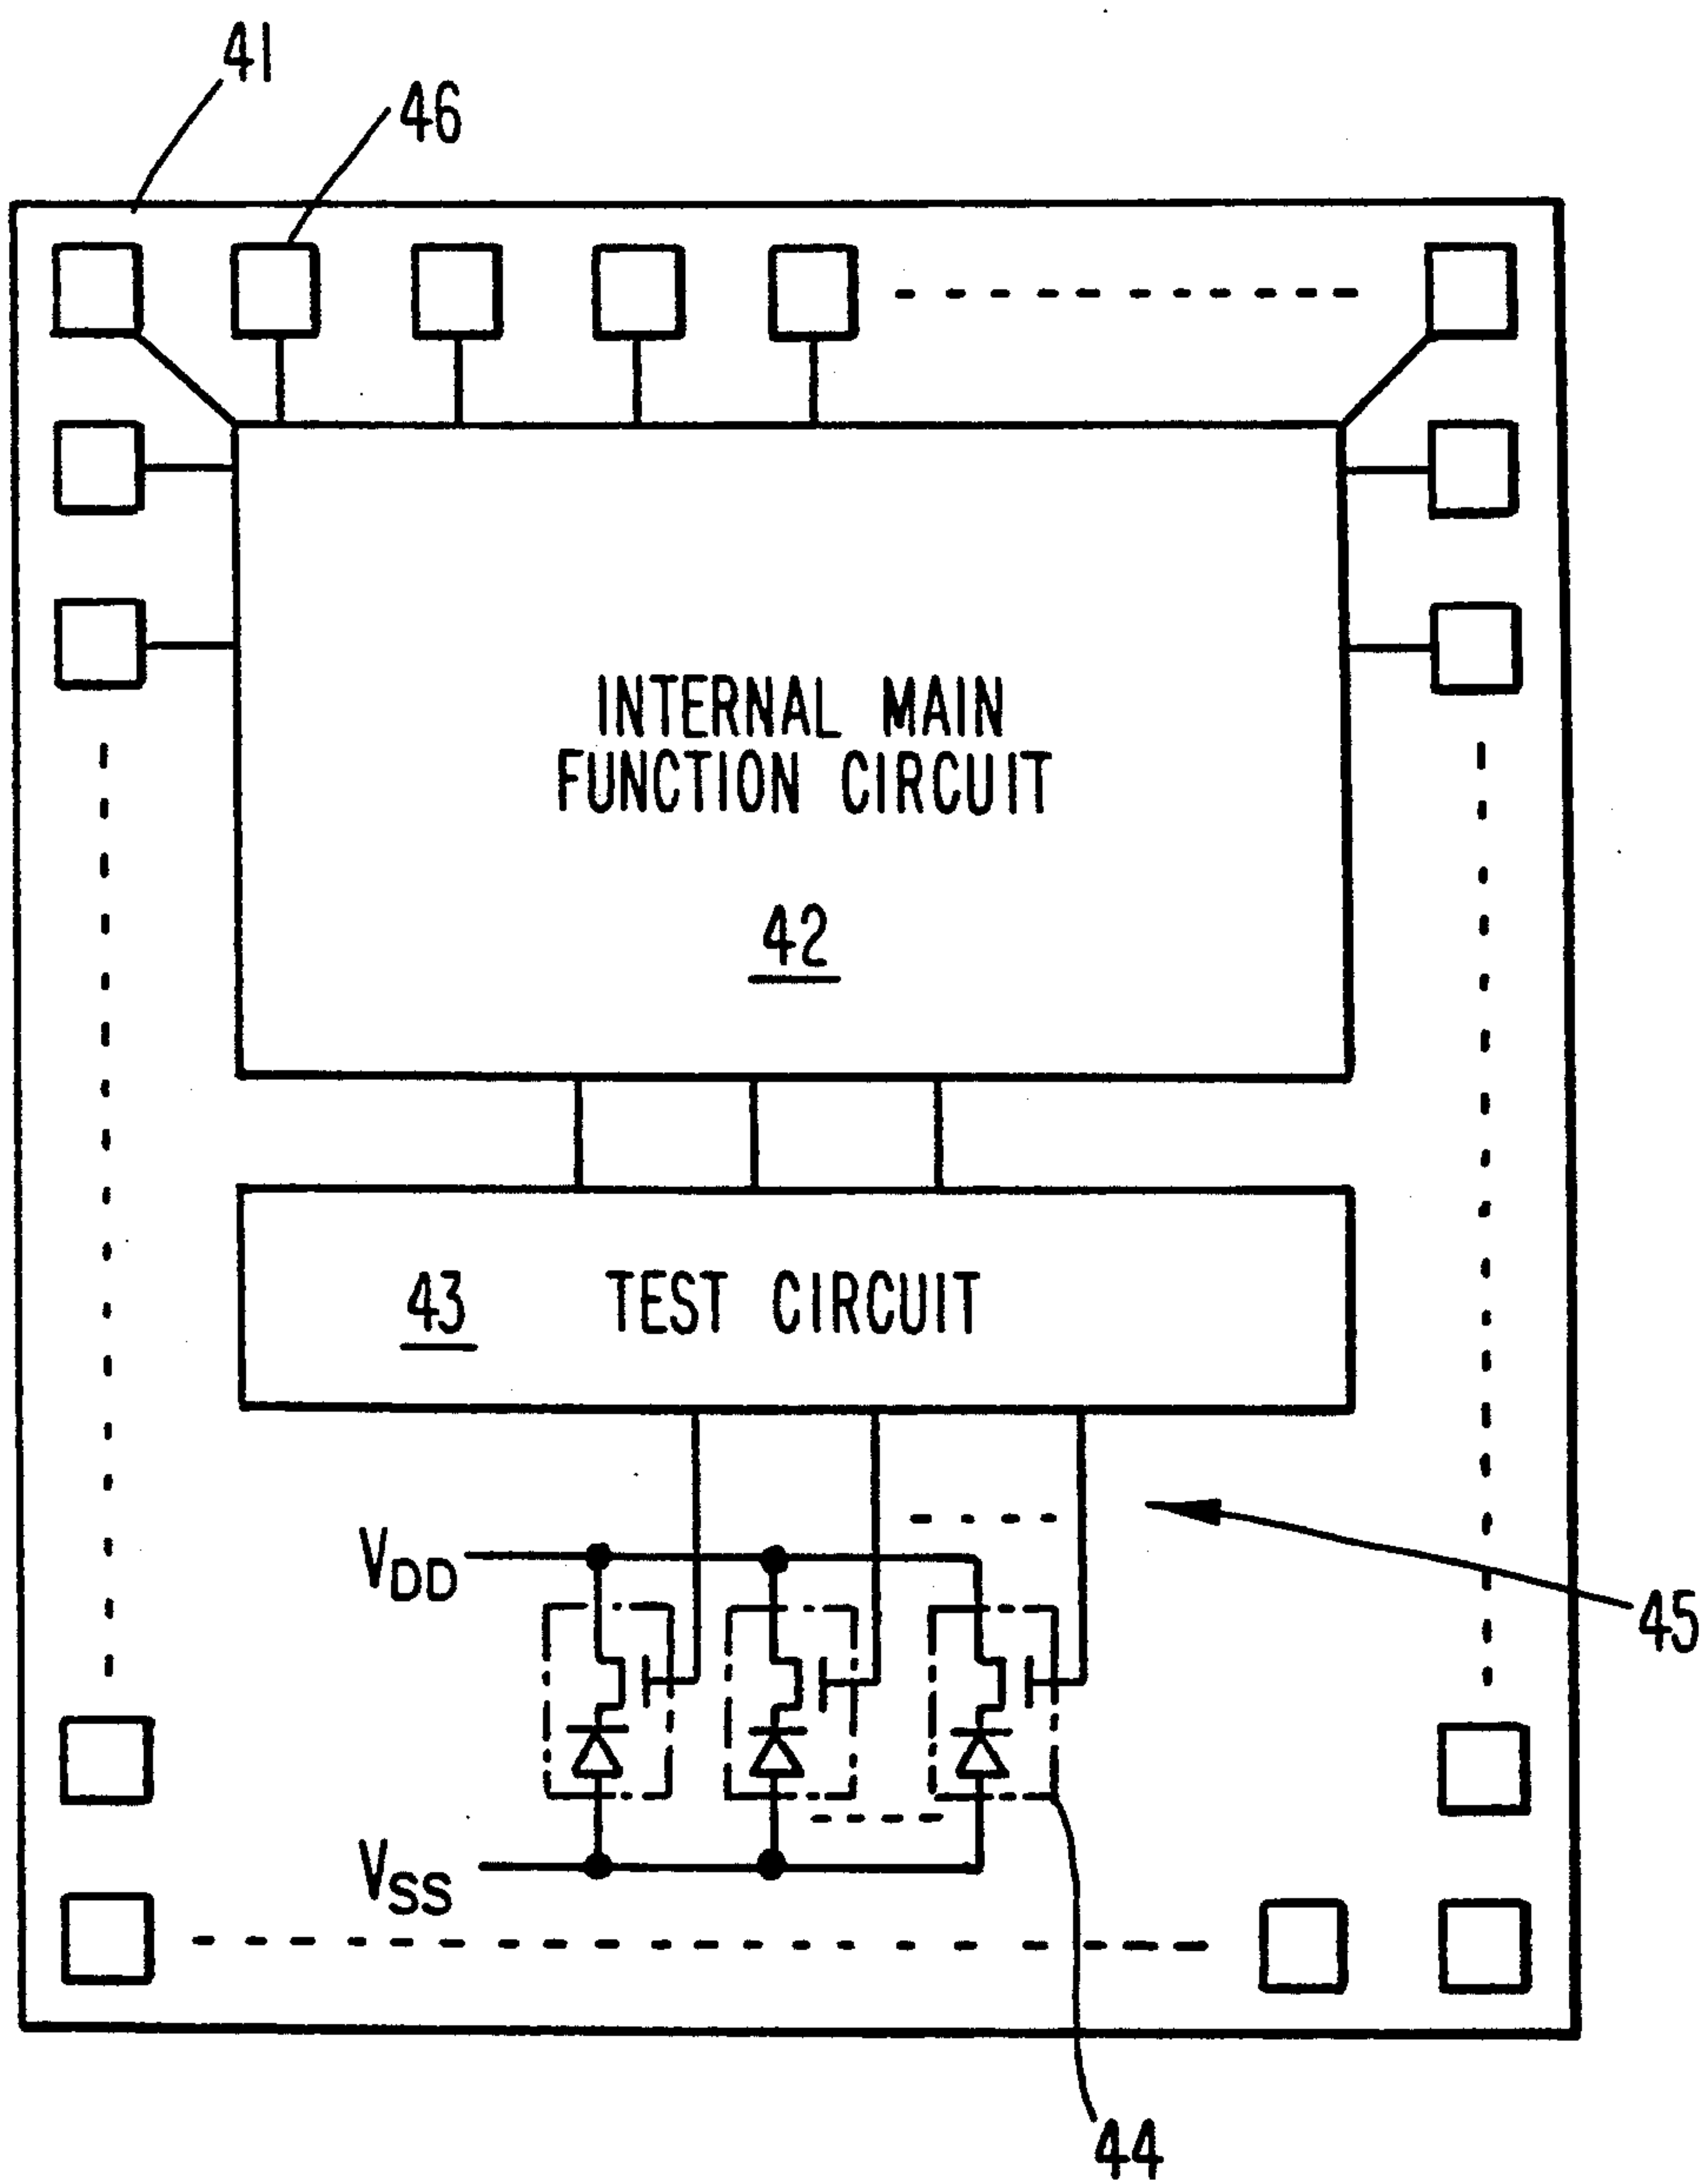 41
46
INTERNAL MAIN
FUNCTION CIRCUIT
42
43 TEST CIRCUIT
VDD
45
VSS
44